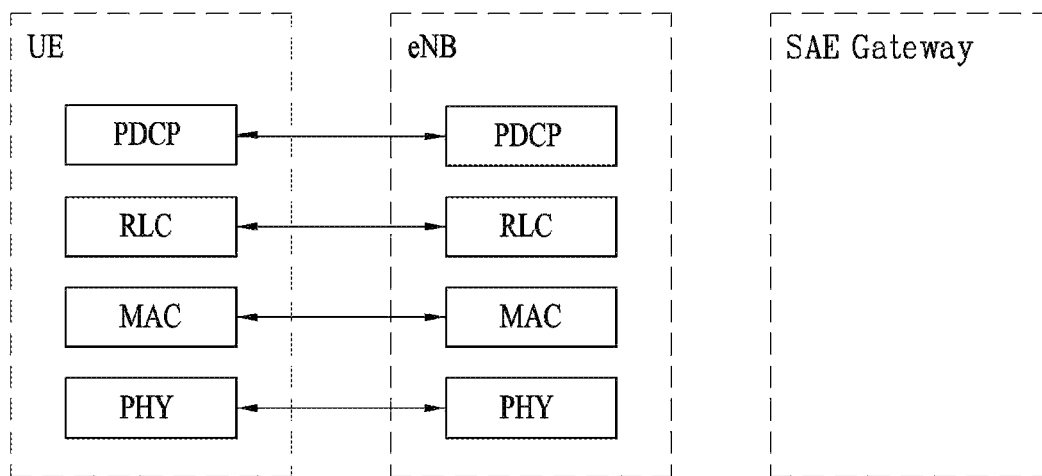 UE
eNB
SAE Gateway
PDCP
PDCP
RLC
RLC
MAC
MAC
PHY
PHY